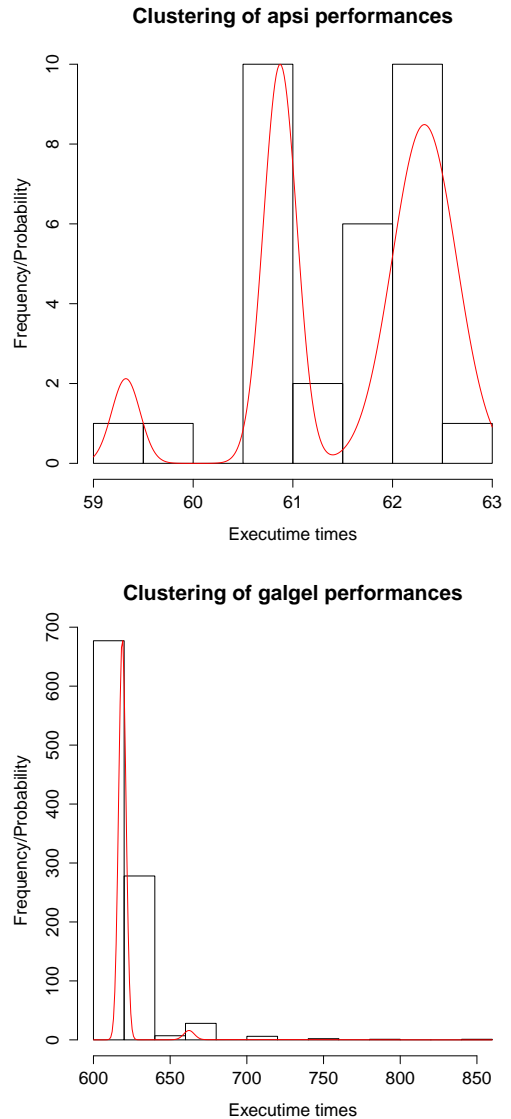 Clustering of apsi performances
10
8
6
4
2
0
Frequency/Probability
59 60 61 62 63
Executime times
Clustering of galgel performances
700
600
500
400
300
200
100
0
Frequency/Probability
600 650 700 750 800 850
Executime times